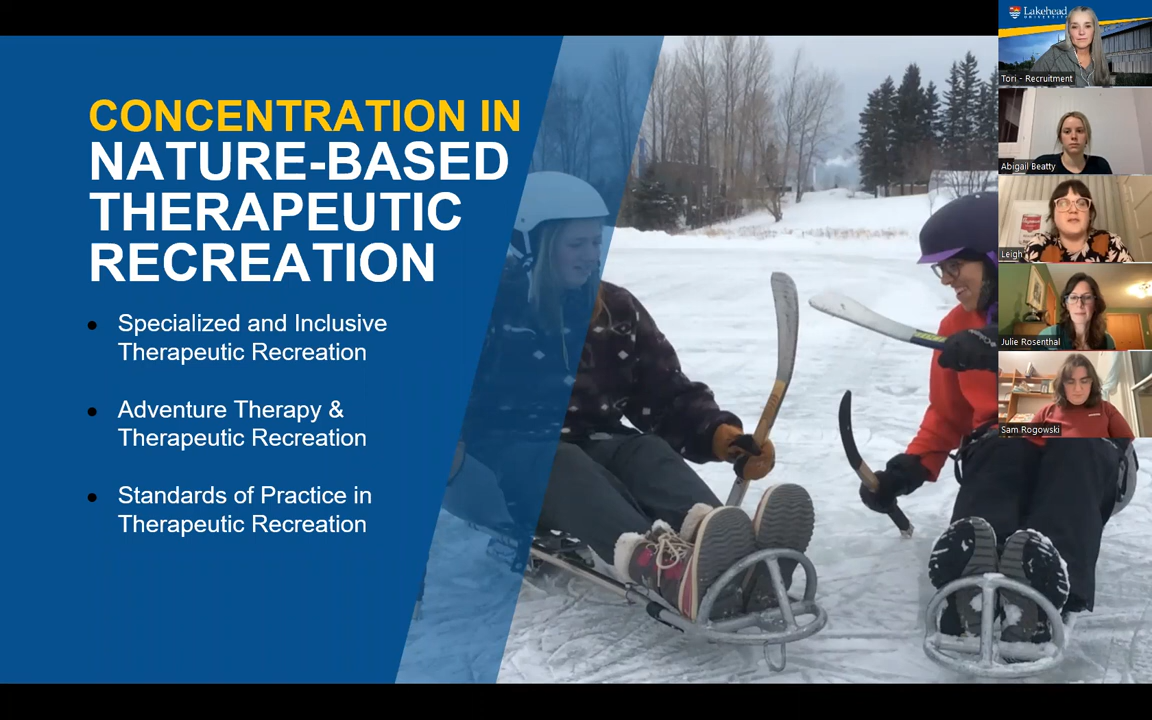 CONCENTRATION IN
NATURE-BASED
THERAPEUTIC
RECREATION
Specialized and Inclusive
Therapeutic Recreation
Adventure Therapy &
Therapeutic Recreation
Standards of Practice in
Therapeutic Recreation
Lakehead
UNIVERSITY
Tori - Recruitment
Abigail Beatty
Leigh
Julie Rosenthal
Sam Rogowski